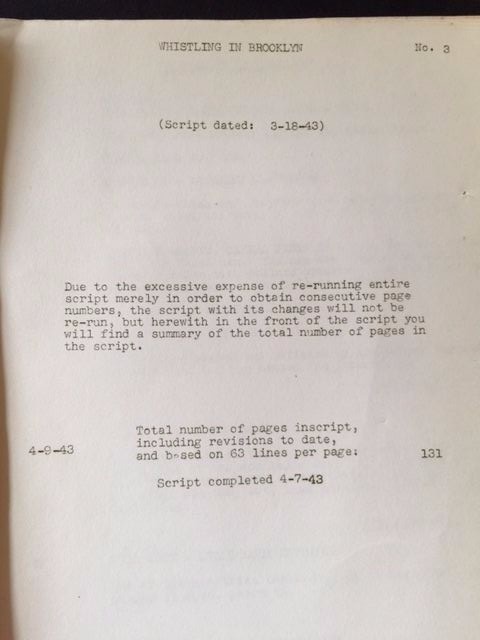 WHISTLING IN BROOKLYN No. 3
(Script dated: 3-18-43)
Due to the excessive expense of re-running entire
script merely in order to obtain consecutive page
numbers, the script with its changes will not be
re-run, but herewith in the front of the script you
will find a summary of the total number of pages in
the script.
Total number of pages inscript,
including revisions to date,
4-9-43 and based on 63 lines per page: 131
Script completed 4-7-43